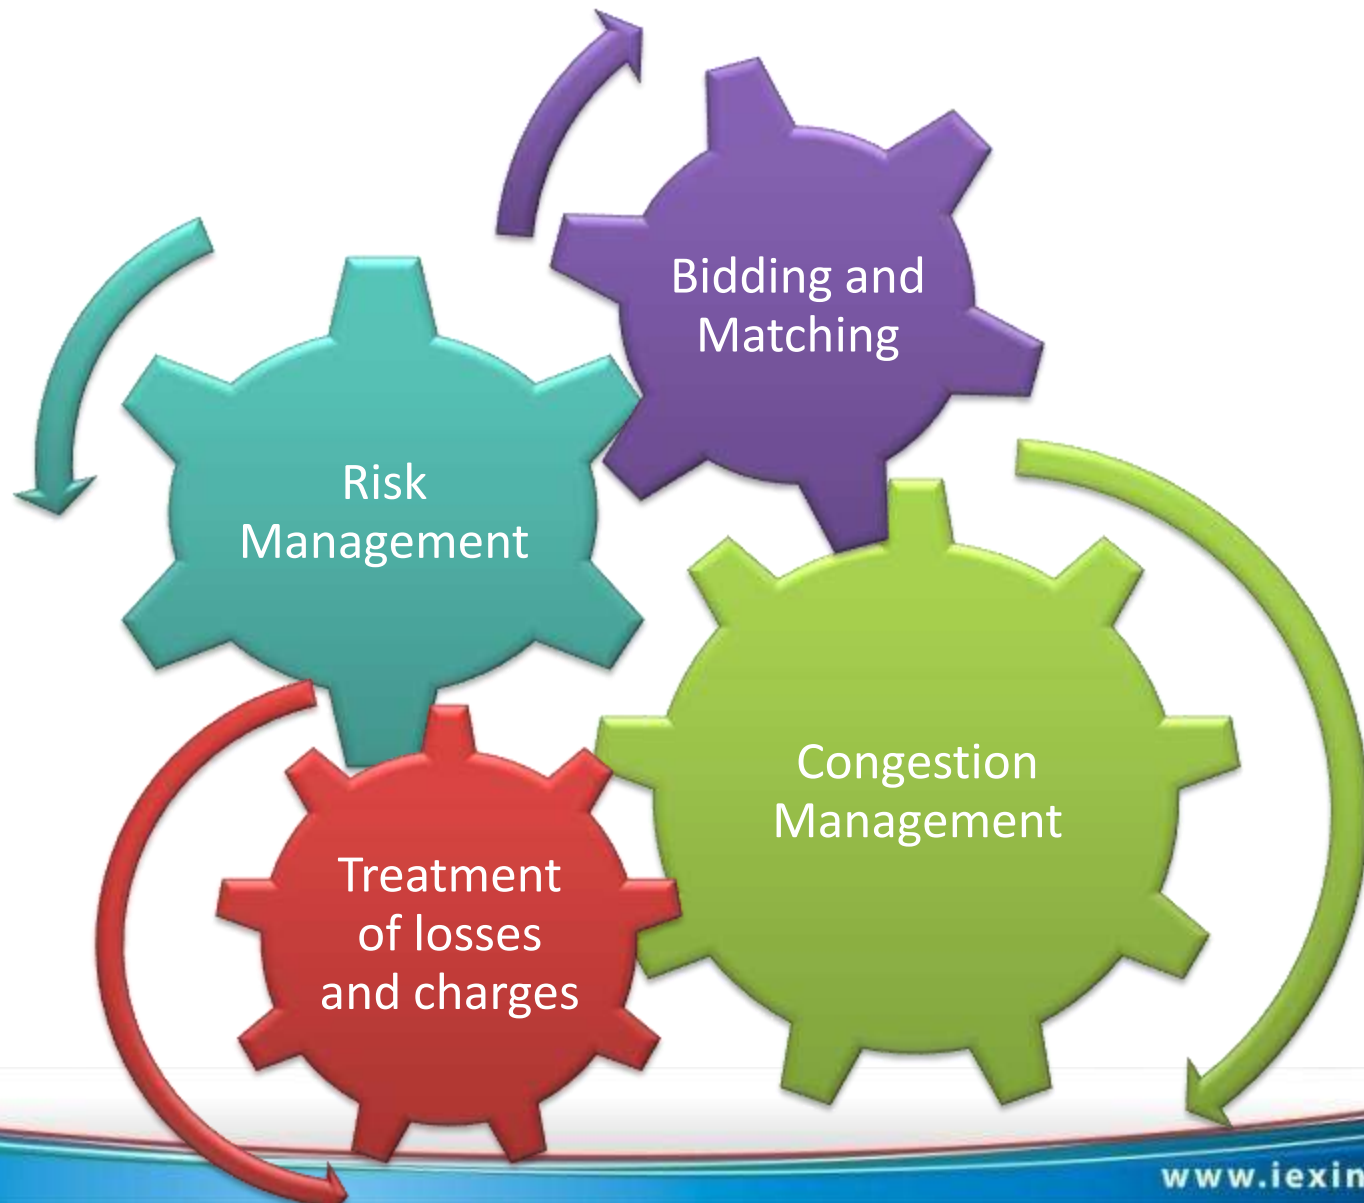 Bidding and
Matching
Risk
Management
Congestion
Management
Treatment
of losses
and charges
www.iexin